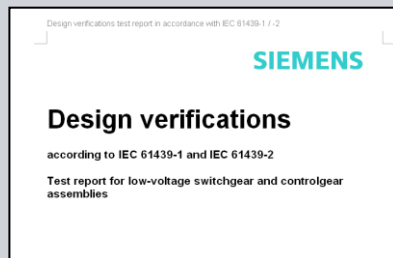 Design verifications test report in accordance with IEC 61439-1 / -2
SIEMENS
Design verifications
according to IEC 61439-1 and IEC 61439-2
Test report for low-voltage switchgear and controlgear
assemblies